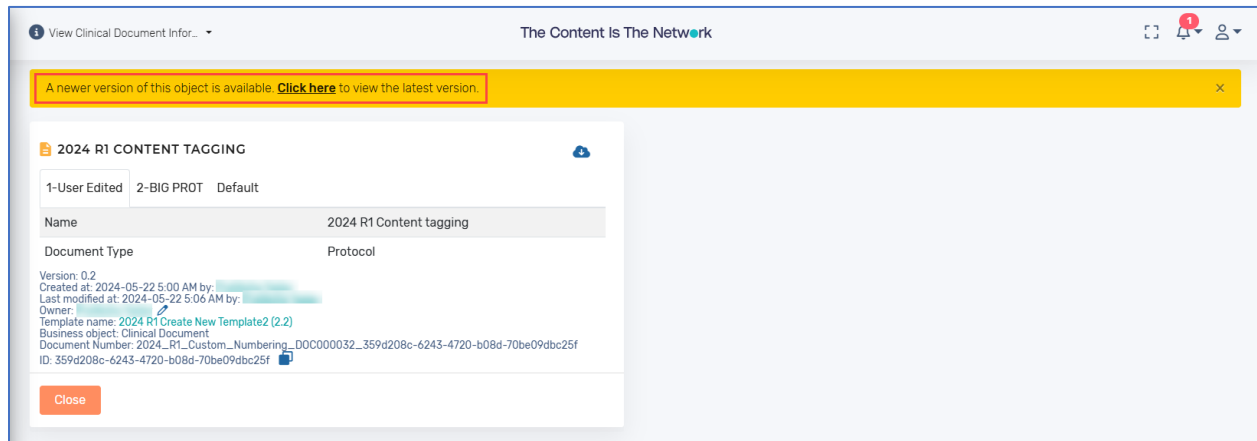 View Clinical Document Infor...
The Content Is The Network
1
A newer version of this object is available. Click here to view the latest version.
2024 R1 CONTENT TAGGING
1-User Edited 2-BIG PROT Default
Name 2024 R1 Content tagging
Document Type Protocol
Version: 0.2
Created at: 2024-05-22 5:00 AM by:
Last modified at: 2024-05-22 5:06 AM by:
Owner:
Template name: 2024 R1 Create New Template2 (2.2)
Business object: Clinical Document
Document Number: 2024_R1_Custom_Numbering_DOC000032_359d208c-6243-4720-b08d-70be09dbc25f
ID: 359d208c-6243-4720-b08d-70be09dbc25f
Close